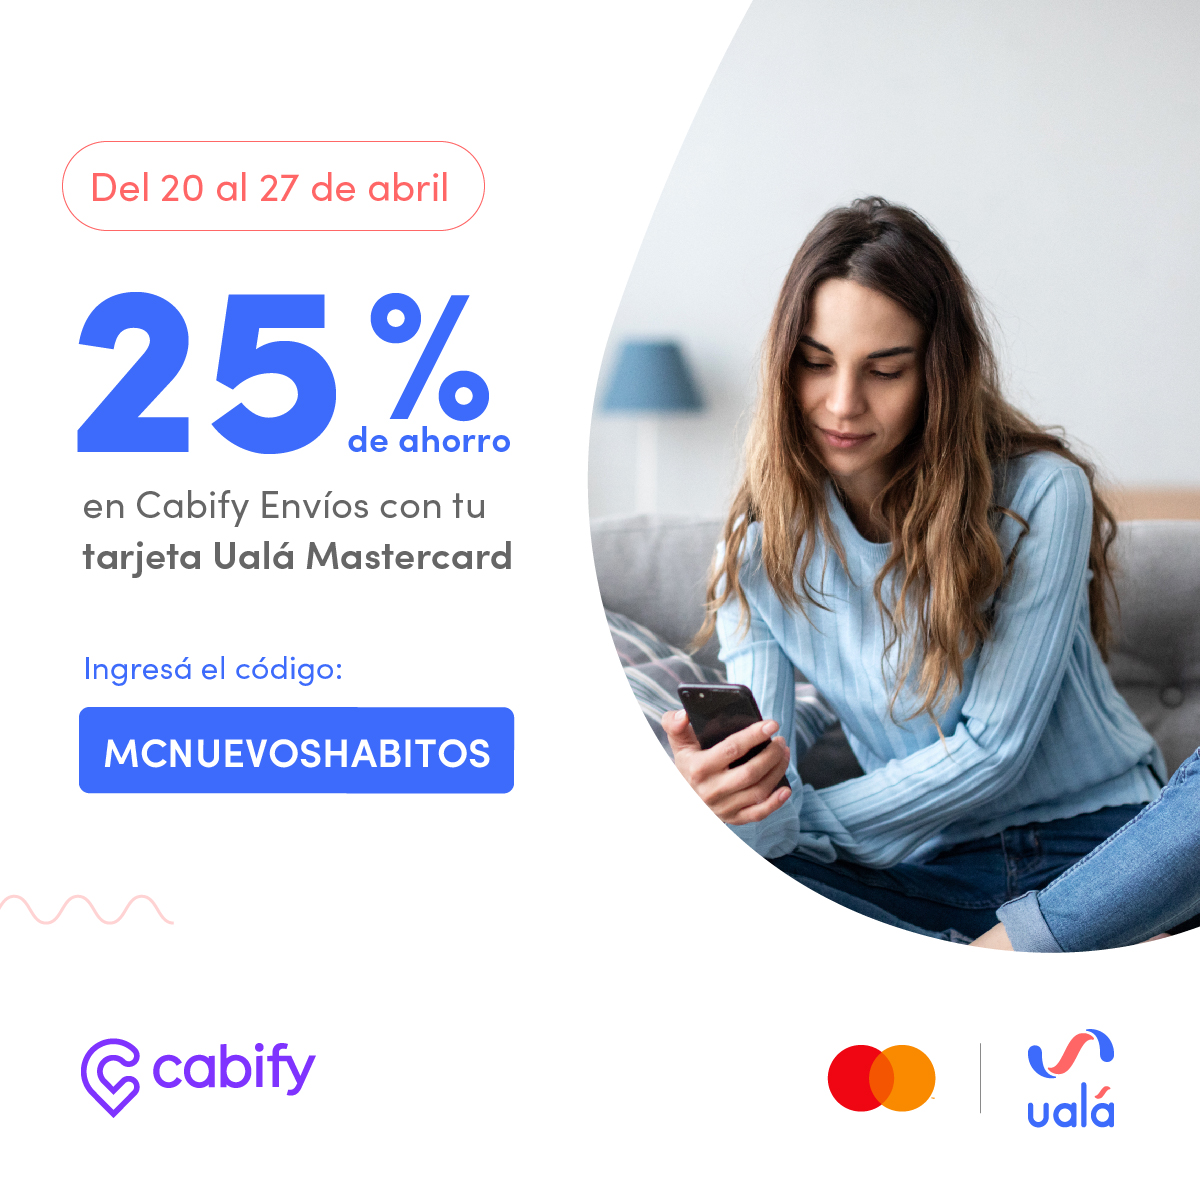 Del 20 al 27 de abril
25%
de ahorro
en Cabify Envíos con tu
tarjeta Ualá Mastercard
Ingresá el código:
MCNUEVOSHABITOS
cabify
ualá